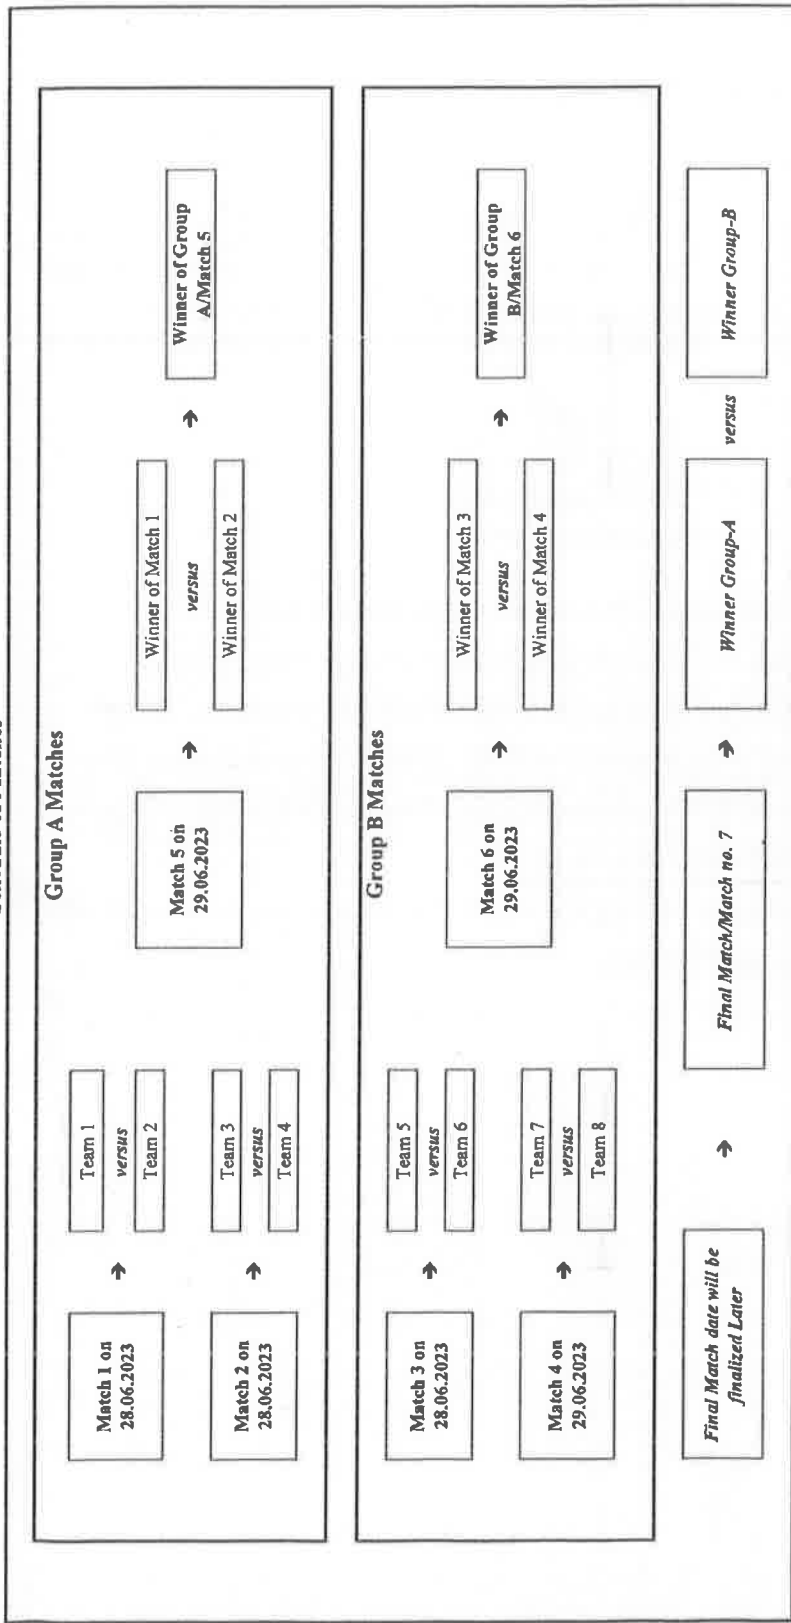 Group A Matches
Match 1 on
28.06.2023
→
Team 1
versus
Team 2
Match 2 on
28.06.2023
→
Team 3
versus
Team 4
Match 5 on
29.06.2023
→
Winner of Match 1
versus
Winner of Match 2
→
Winner of Group
A/Match 5
Group B Matches
Match 3 on
28.06.2023
→
Team 5
versus
Team 6
Match 4 on
29.06.2023
→
Team 7
versus
Team 8
Match 6 on
29.06.2023
→
Winner of Match 3
versus
Winner of Match 4
→
Winner of Group
B/Match 6
Final Match date will be
finalized Later
→
Final Match/Match no. 7
→
Winner Group-A
versus
Winner Group-B